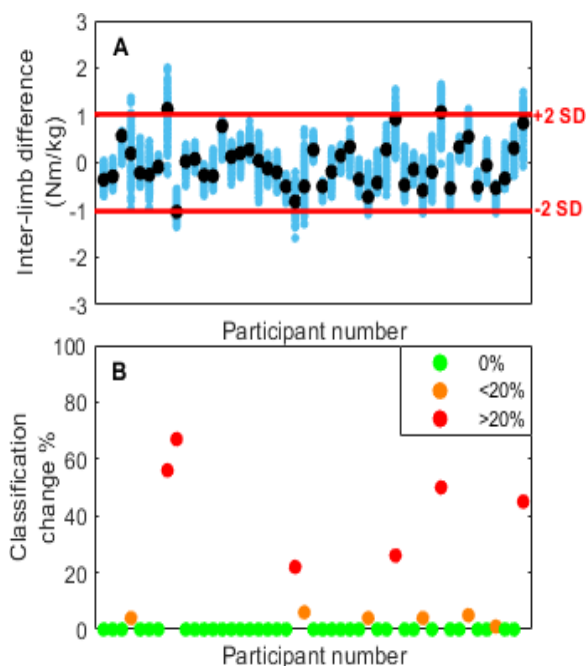 A
Inter-limb difference
(Nm/kg)
3
2
1
0
-1
-2
-3
+2 SD
-2 SD
Participant number
B
Classification
change %
100
80
60
40
20
0
0%
<20%
>20%
Participant number